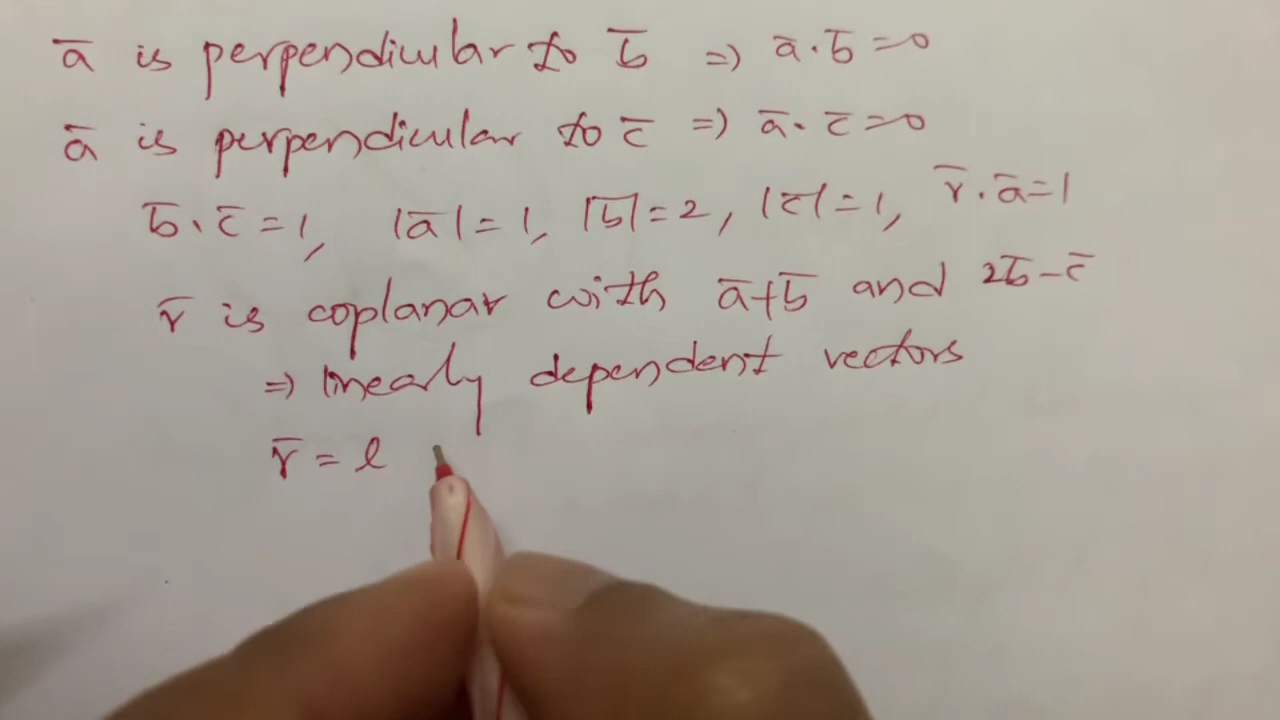 a̅ is perpendicular to b̅ => a̅.b̅=0
a̅ is perpendicular to c̅ => a̅.c̅=0
b̅.c̅=1, |a̅|=1, |b̅|=2, |c̅|=1, r̅.a̅=1
r̅ is coplanar with a̅+b̅ and 2b̅-c̅
=> linearly dependent vectors
r̅ = l